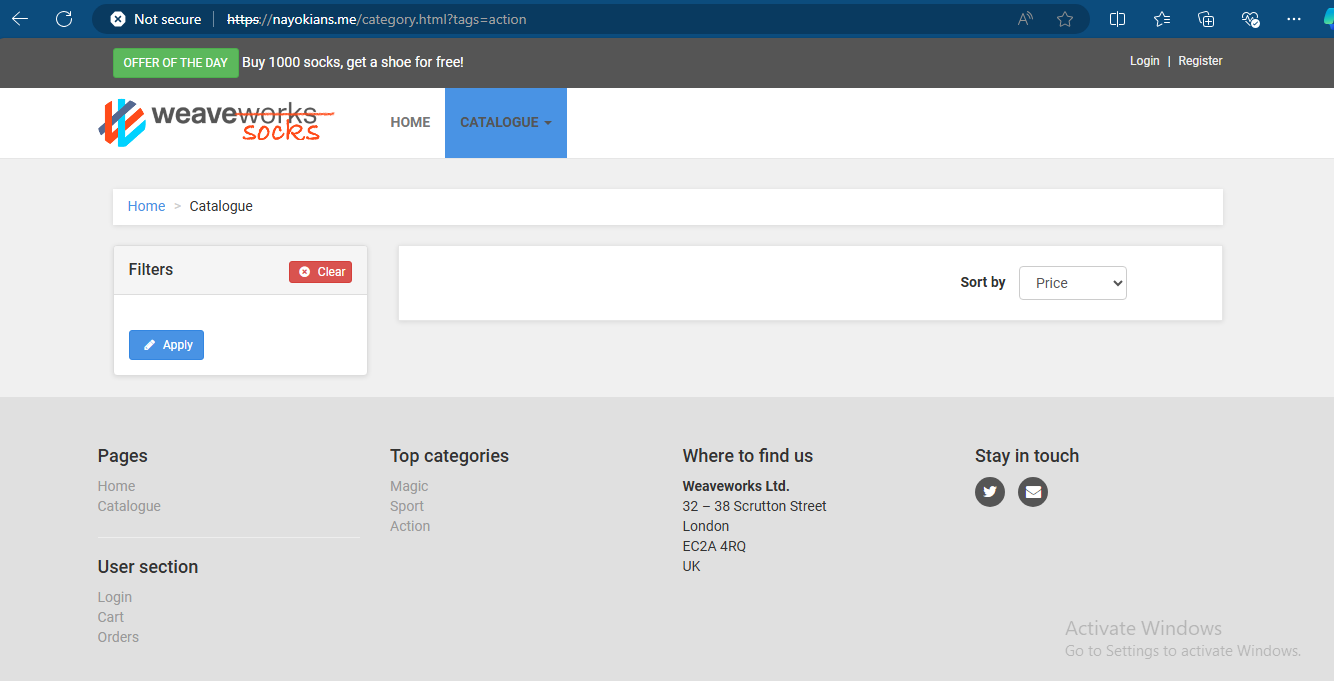 Not secure https://nayokians.me/category.html?tags=action
OFFER OF THE DAY Buy 1000 socks, get a shoe for free!
Login | Register
weaveworks
socks
HOME
CATALOGUE
Home > Catalogue
Filters
Clear
Apply
Sort by Price
Pages
Home
Catalogue
User section
Login
Cart
Orders
Top categories
Magic
Sport
Action
Where to find us
Weaveworks Ltd.
32 – 38 Scrutton Street
London
EC2A 4RQ
UK
Stay in touch
Activate Windows
Go to Settings to activate Windows.